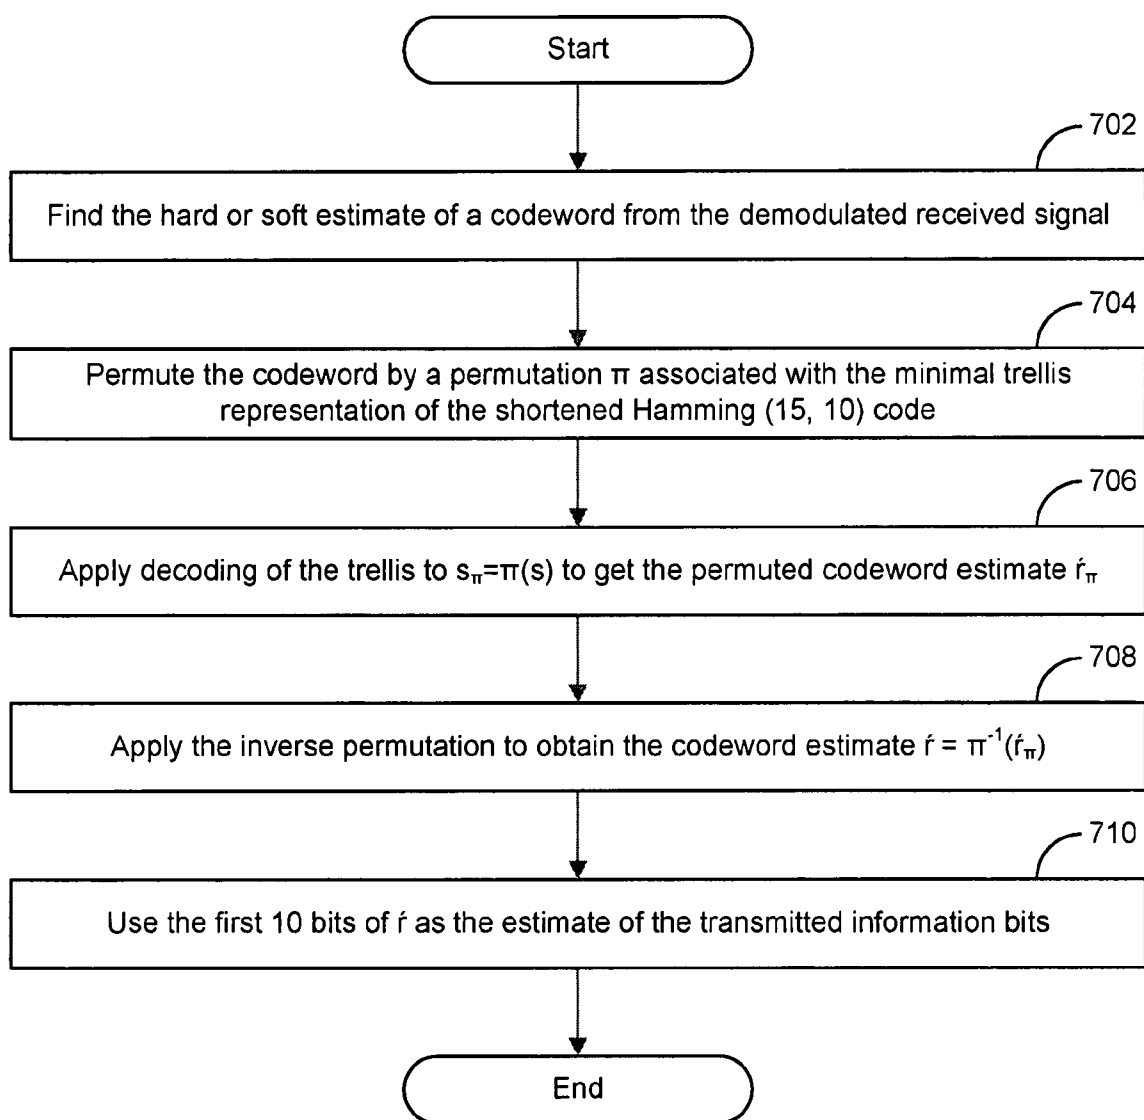 Start
702
Find the hard or soft estimate of a codeword from the demodulated received signal
704
Permute the codeword by a permutation π associated with the minimal trellis
representation of the shortened Hamming (15, 10) code
706
Apply decoding of the trellis to s_π=π(s) to get the permuted codeword estimate ŕ_π
708
Apply the inverse permutation to obtain the codeword estimate ŕ = π⁻¹(ŕ_π)
710
Use the first 10 bits of ŕ as the estimate of the transmitted information bits
End